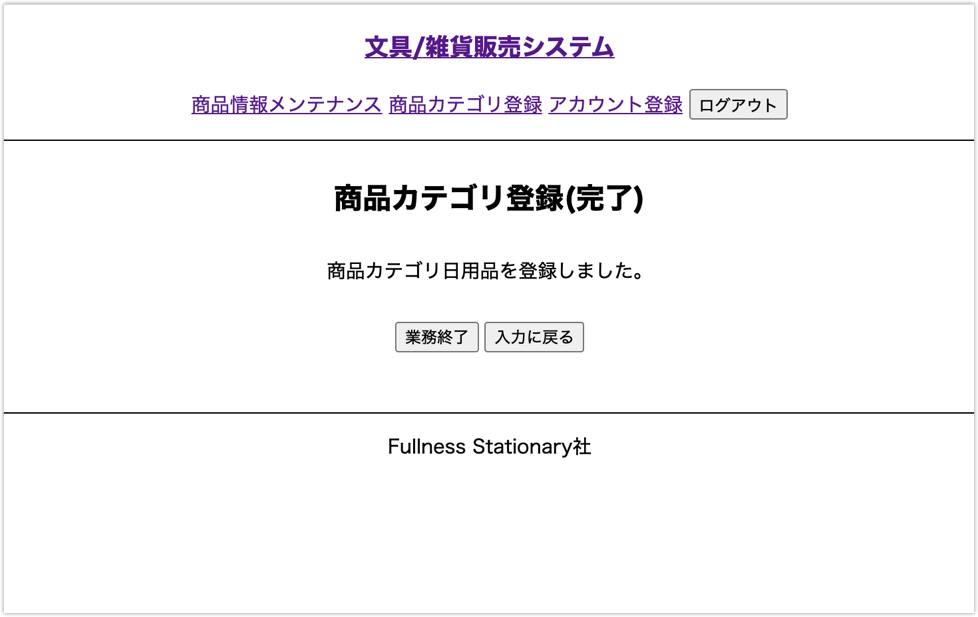 文具/雑貨販売システム
商品情報メンテナンス 商品カテゴリ登録 アカウント登録 ログアウト
商品カテゴリ登録(完了)
商品カテゴリ日用品を登録しました。
業務終了 入力に戻る
Fullness Stationary社